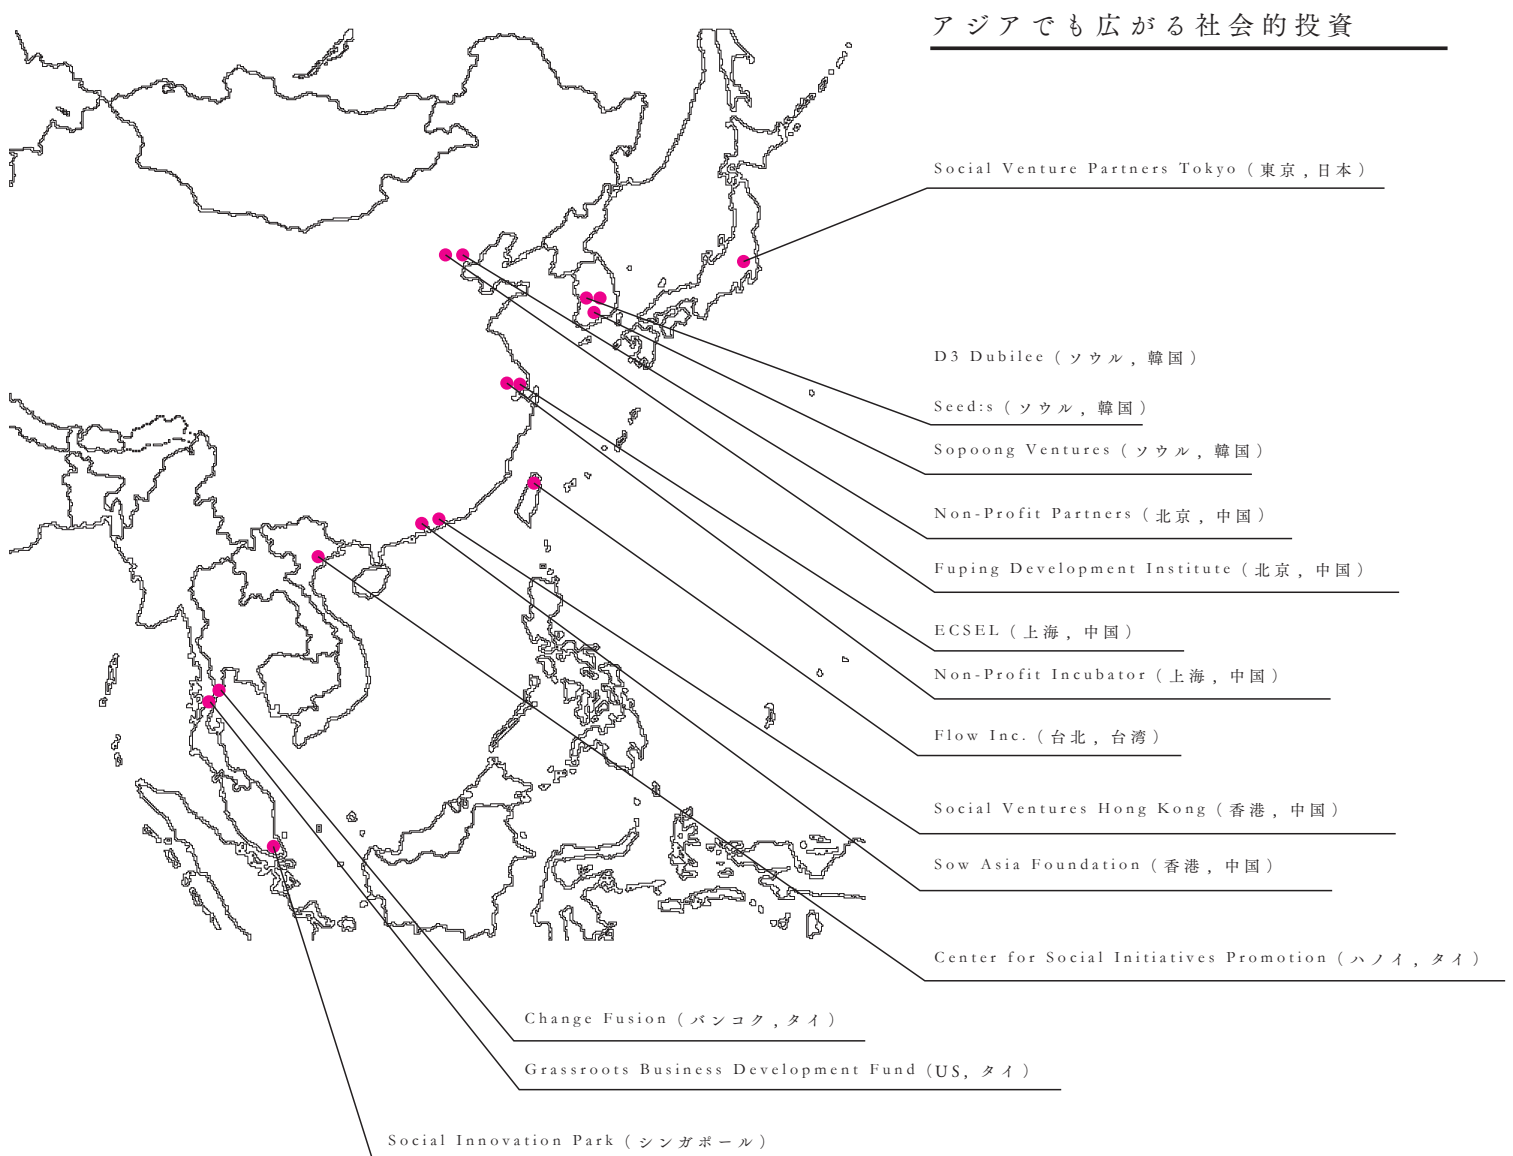 アジアでも広がる社会的投資
Social Venture Partners Tokyo（東京,日本）
D3 Dubilee（ソウル,韓国）
Seed:s（ソウル,韓国）
Sopoong Ventures（ソウル,韓国）
Non-Profit Partners（北京,中国）
Fuping Development Institute（北京,中国）
ECSEL（上海,中国）
Non-Profit Incubator（上海,中国）
Flow Inc.（台北,台湾）
Social Ventures Hong Kong（香港,中国）
Sow Asia Foundation（香港,中国）
Center for Social Initiatives Promotion（ハノイ,タイ）
Change Fusion（バンコク,タイ）
Grassroots Business Development Fund（US,タイ）
Social Innovation Park（シンガポール）